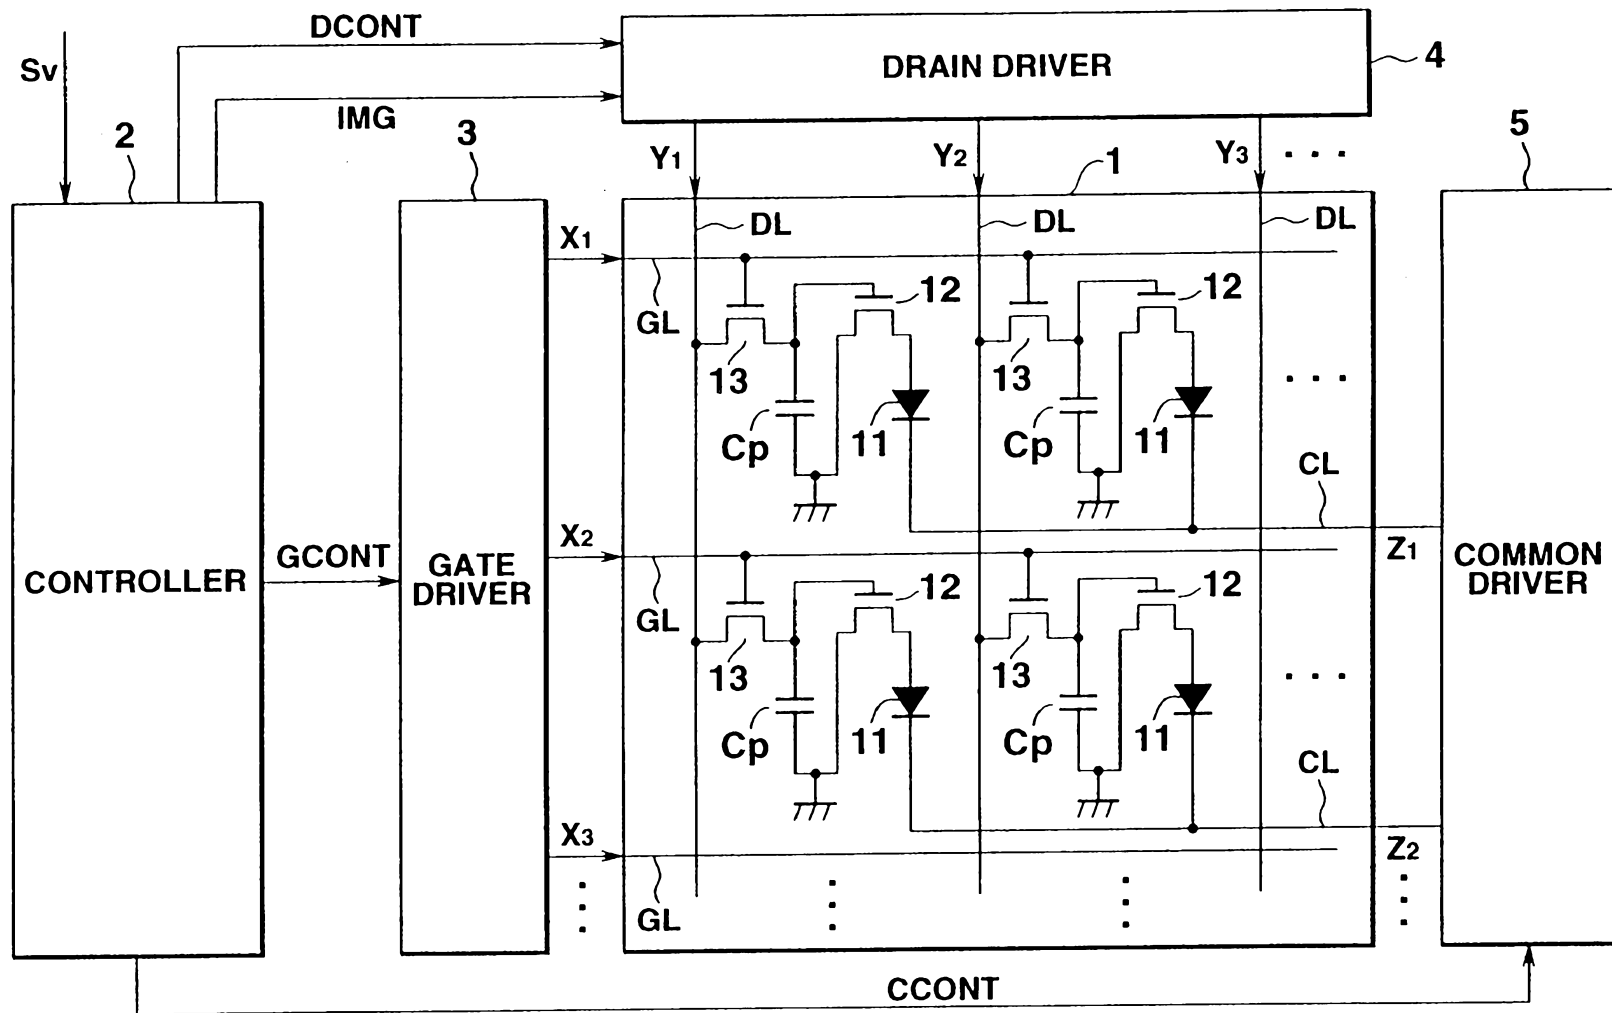 DCONT
DRAIN DRIVER
4
Sv
IMG
2
3
5
Y1
Y2
Y3
1
DL
DL
DL
X1
GL
12
12
13
13
Cp
11
Cp
11
CL
X2
Z1
CONTROLLER
GCONT
GATE
DRIVER
COMMON
DRIVER
GL
12
12
13
13
Cp
11
Cp
11
CL
X3
Z2
GL
CCONT